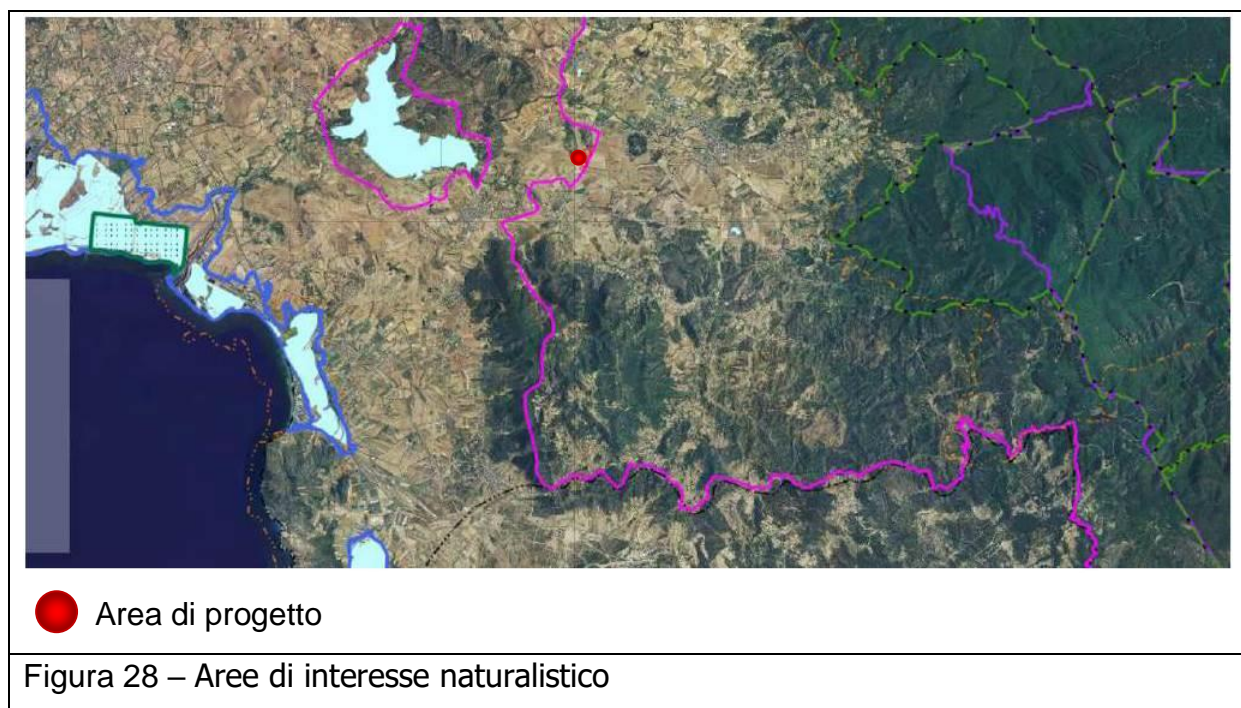 Area di progetto
Figura 28 – Aree di interesse naturalistico